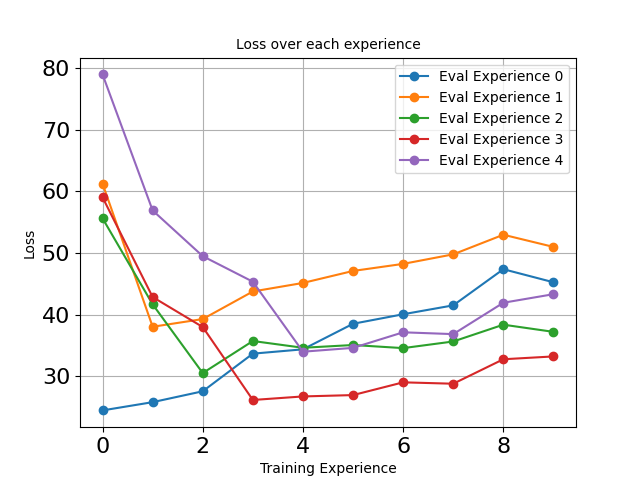 Loss over each experience
80
70
60
50
40
30
Loss
Eval Experience 0
Eval Experience 1
Eval Experience 2
Eval Experience 3
Eval Experience 4
0 2 4 6 8
Training Experience